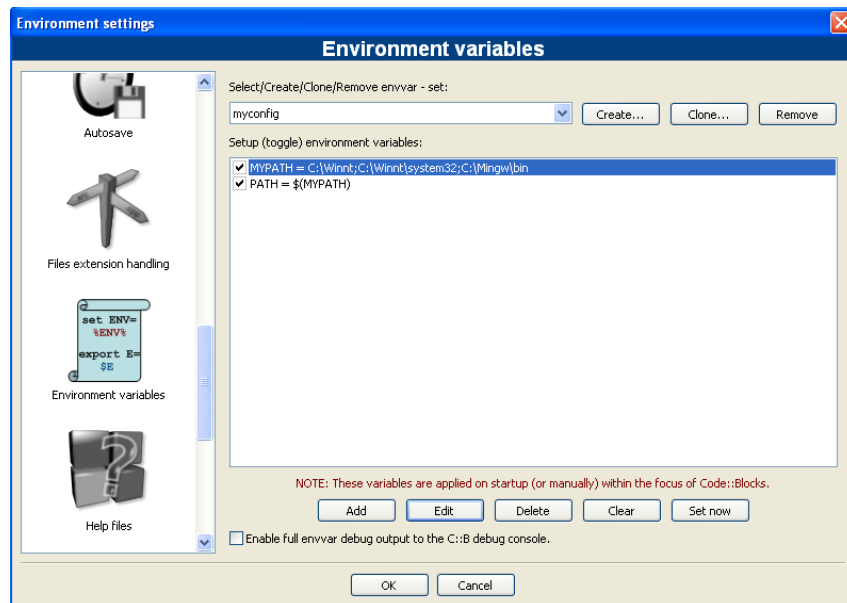 Environment settings
Environment variables
Autosave
Files extension handling
set ENV=
%ENV%
export E=
$E
Environment variables
Help files
Select/Create/Clone/Remove envvar - set:
myconfig
Create...
Clone...
Remove
Setup (toggle) environment variables:
MYPATH = C:\Winnt;C:\Winnt\system32;C:\Mingw\bin
PATH = $(MYPATH)
NOTE: These variables are applied on startup (or manually) within the focus of Code::Blocks.
Add
Edit
Delete
Clear
Set now
Enable full envvar debug output to the C::B debug console.
OK
Cancel